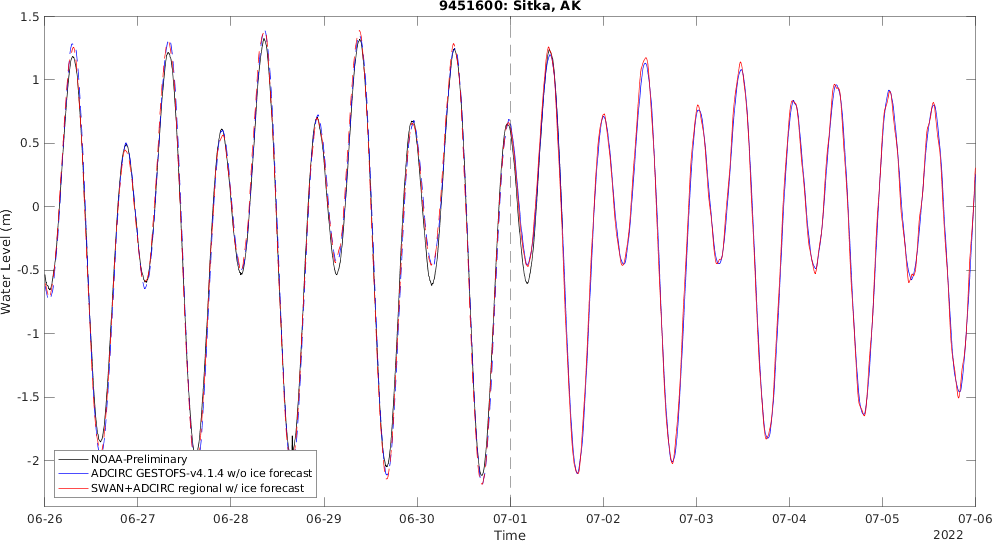 9451600: Sitka, AK
1.5
1
0.5
0
-0.5
-1
-1.5
-2
Water Level (m)
NOAA-Preliminary
ADCIRC GESTOFS-v4.1.4 w/o ice forecast
SWAN+ADCIRC regional w/ ice forecast
06-26 06-27 06-28 06-29 06-30 07-01 07-02 07-03 07-04 07-05 07-06
Time
2022